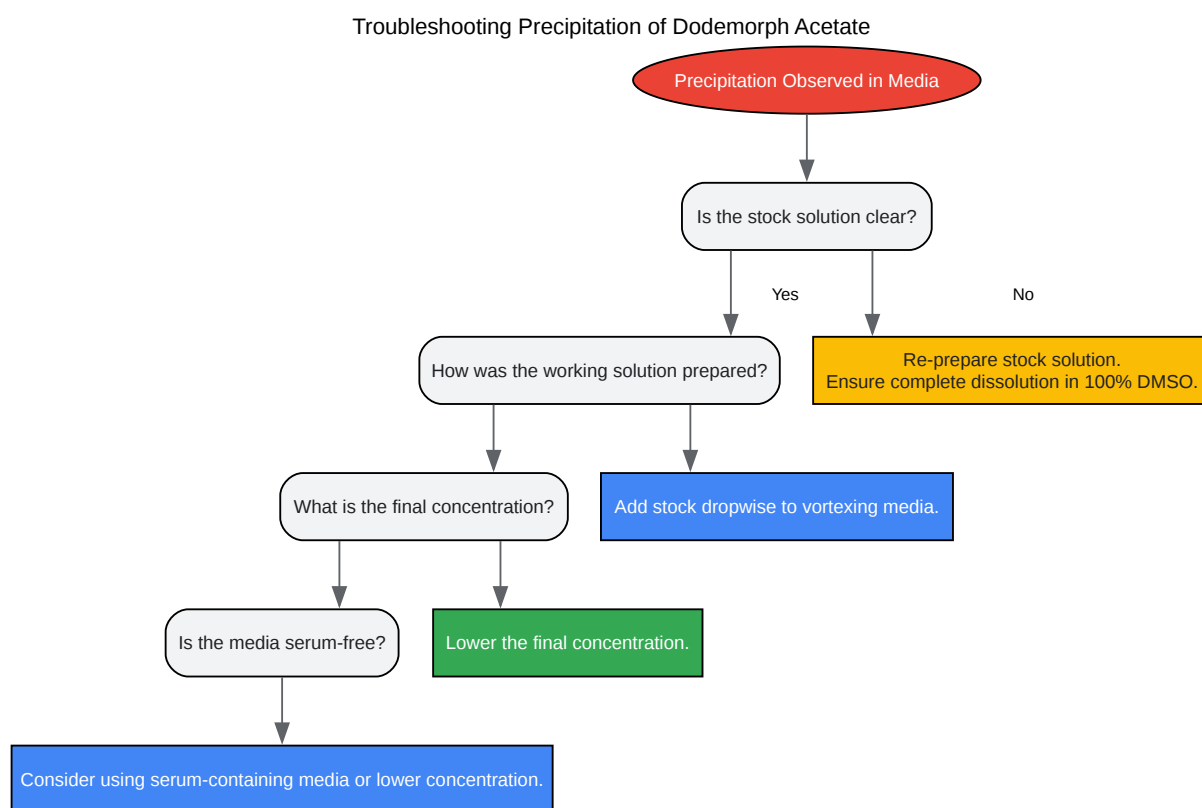 Troubleshooting Precipitation of Dodemorph Acetate
Precipitation Observed in Media
Is the stock solution clear?
Yes
No
How was the working solution prepared?
Re-prepare stock solution.
Ensure complete dissolution in 100% DMSO.
What is the final concentration?
Add stock dropwise to vortexing media.
Is the media serum-free?
Lower the final concentration.
Consider using serum-containing media or lower concentration.